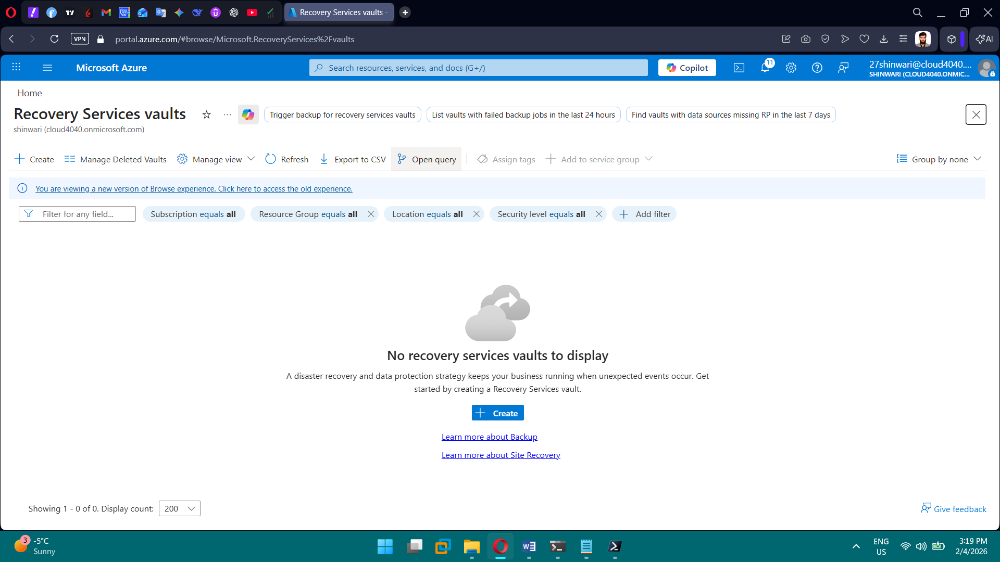 Recovery Services vaults -
VPN
portal.azure.com/#browse/Microsoft.RecoveryServices%2Fvaults
AI
Microsoft Azure
Search resources, services, and docs (G+/)
Copilot
11
27shinwari@cloud4040....
SHINWARI (CLOUD4040.ONMIC...
Home
Recovery Services vaults
...
Trigger backup for recovery services vaults
List vaults with failed backup jobs in the last 24 hours
Find vaults with data sources missing RP in the last 7 days
shinwari (cloud4040.onmicrosoft.com)
Create
Manage Deleted Vaults
Manage view
Refresh
Export to CSV
Open query
Assign tags
Add to service group
Group by none
You are viewing a new version of Browse experience. Click here to access the old experience.
Filter for any field...
Subscription equals all
Resource Group equals all
Location equals all
Security level equals all
Add filter
No recovery services vaults to display
A disaster recovery and data protection strategy keeps your business running when unexpected events occur. Get
started by creating a Recovery Services vault.
Create
Learn more about Backup
Learn more about Site Recovery
Showing 1 - 0 of 0. Display count:
200
Give feedback
3
-5°C
Sunny
ENG
US
3:19 PM
2/4/2026